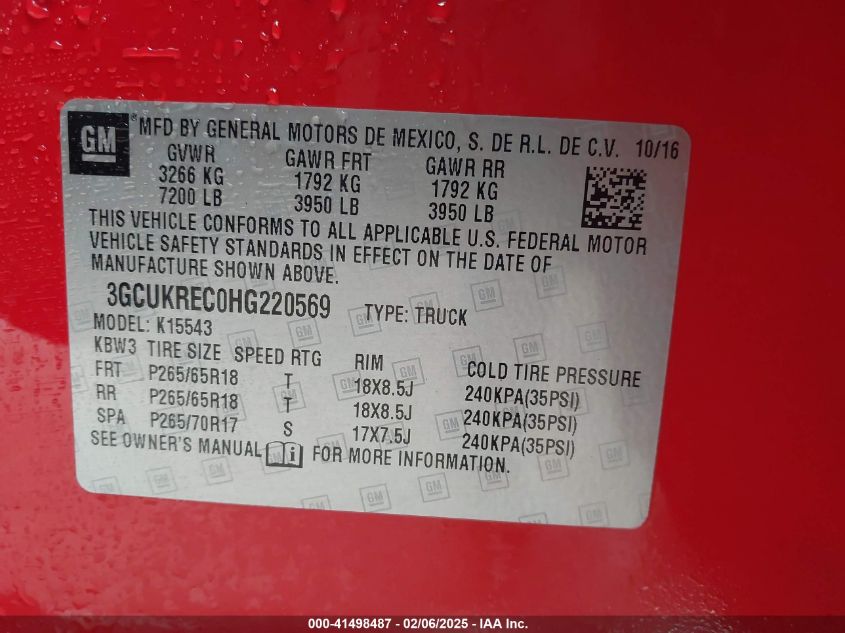 GM ® MFD BY GENERAL MOTORS DE MEXICO, S. DE R.L. DE C.V. 10/16
GVWR GAWR FRT GAWR RR
3266 KG 1792 KG 1792 KG
7200 LB 3950 LB 3950 LB
THIS VEHICLE CONFORMS TO ALL APPLICABLE U.S. FEDERAL MOTOR
VEHICLE SAFETY STANDARDS IN EFFECT ON THE DATE OF
MANUFACTURE SHOWN ABOVE.
3GCUKREC0HG220569 TYPE: TRUCK
MODEL: K15543
KBW3 TIRE SIZE SPEED RTG RIM COLD TIRE PRESSURE
FRT P265/65R18 T 18X8.5J 240KPA(35PSI)
RR P265/65R18 T 18X8.5J 240KPA(35PSI)
SPA P265/70R17 S 17X7.5J 240KPA(35PSI)
SEE OWNER'S MANUAL i FOR MORE INFORMATION.
000-41498487 - 02/06/2025 - IAA Inc.